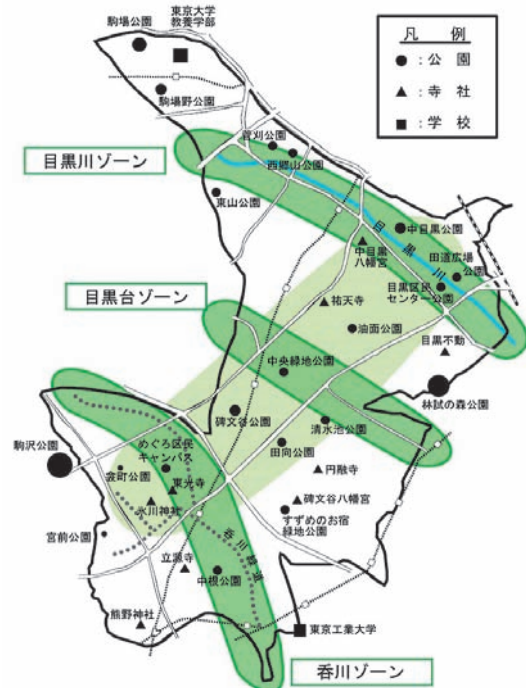 駒場公園
東京大学
教養学部
駒場野公園
凡 例
●:公 園
▲:寺 社
■:学 校
目黒川ゾーン
菅刈公園
西郷山公園
東山公園
中目黒公園
目黒川
中目黒
八幡宮
田道広場
公園
目黒区民
センター公園
目黒台ゾーン
祐天寺
油面公園
目黒不動
中央緑地公園
林試の森公園
碑文谷公園
清水池公園
駒沢公園
めぐろ区民
キャンパス
田向公園
衾町公園
東光寺
円融寺
氷川神社
碑文谷八幡宮
すずめのお宿
緑地公園
宮前公園
呑川緑道
立源寺
中根公園
熊野神社
東京工業大学
呑川ゾーン